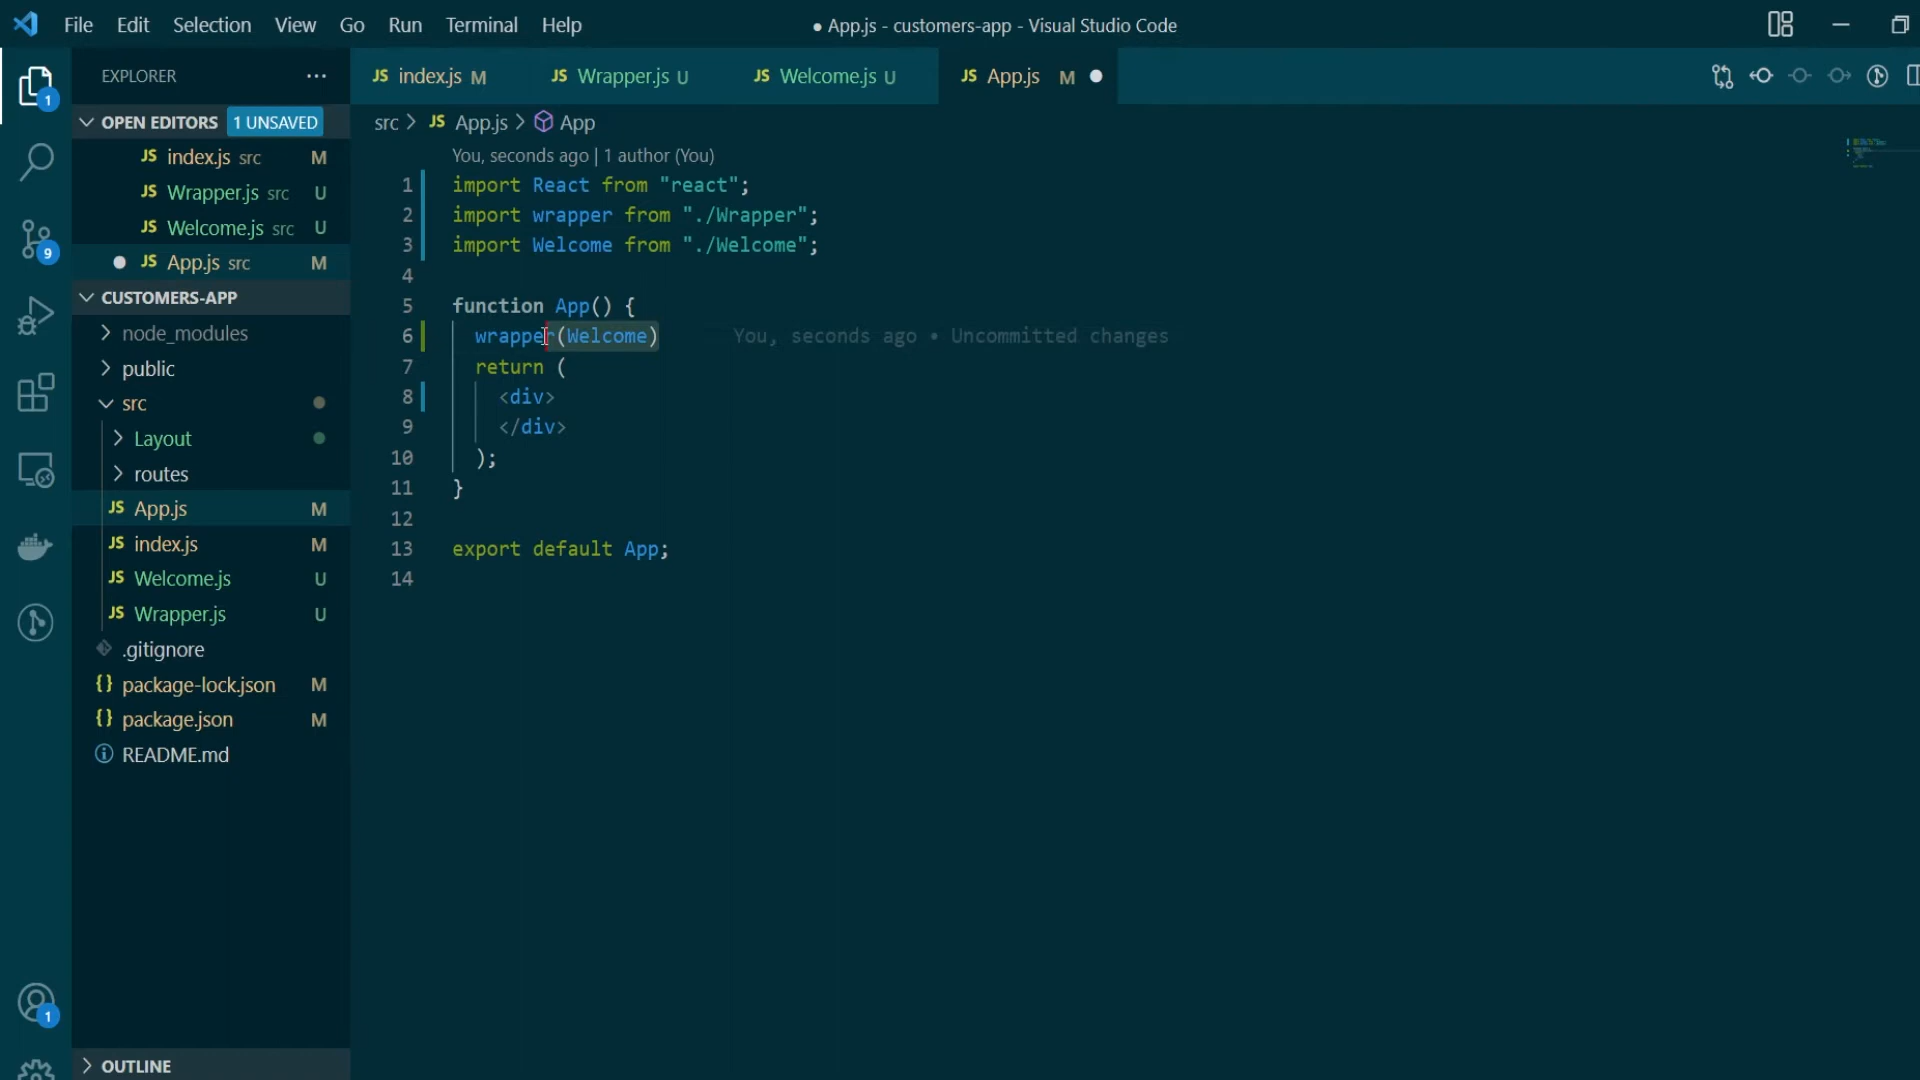 File Edit Selection View Go Run Terminal Help
● App.js - customers-app - Visual Studio Code
EXPLORER
OPEN EDITORS 1 UNSAVED
JS index.js src M
JS Wrapper.js src U
JS Welcome.js src U
● JS App.js src M
CUSTOMERS-APP
node_modules
public
src
Layout
routes
JS App.js M
JS index.js M
JS Welcome.js U
JS Wrapper.js U
.gitignore
{} package-lock.json M
{} package.json M
README.md
OUTLINE
1
9
1
JS index.js M JS Wrapper.js U JS Welcome.js U JS App.js M ●
src > JS App.js > App
You, seconds ago | 1 author (You)
1 import React from "react";
2 import wrapper from "./Wrapper";
3 import Welcome from "./Welcome";
4
5 function App() {
6 wrapper(Welcome) You, seconds ago • Uncommitted changes
7 return (
8 <div>
9 </div>
10 );
11 }
12
13 export default App;
14